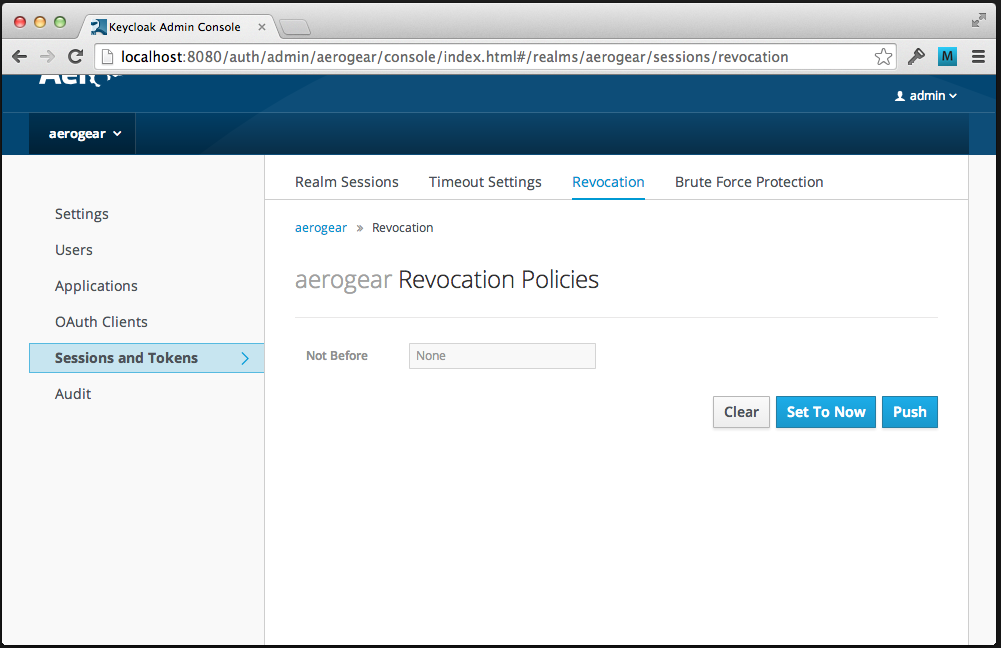 Keycloak Admin Console
localhost:8080/auth/admin/aerogear/console/index.html#/realms/aerogear/sessions/revocation
M
admin
aerogear
Realm Sessions Timeout Settings Revocation Brute Force Protection
Settings
Users
Applications
OAuth Clients
Sessions and Tokens
Audit
aerogear » Revocation
aerogear Revocation Policies
Not Before None
Clear Set To Now Push